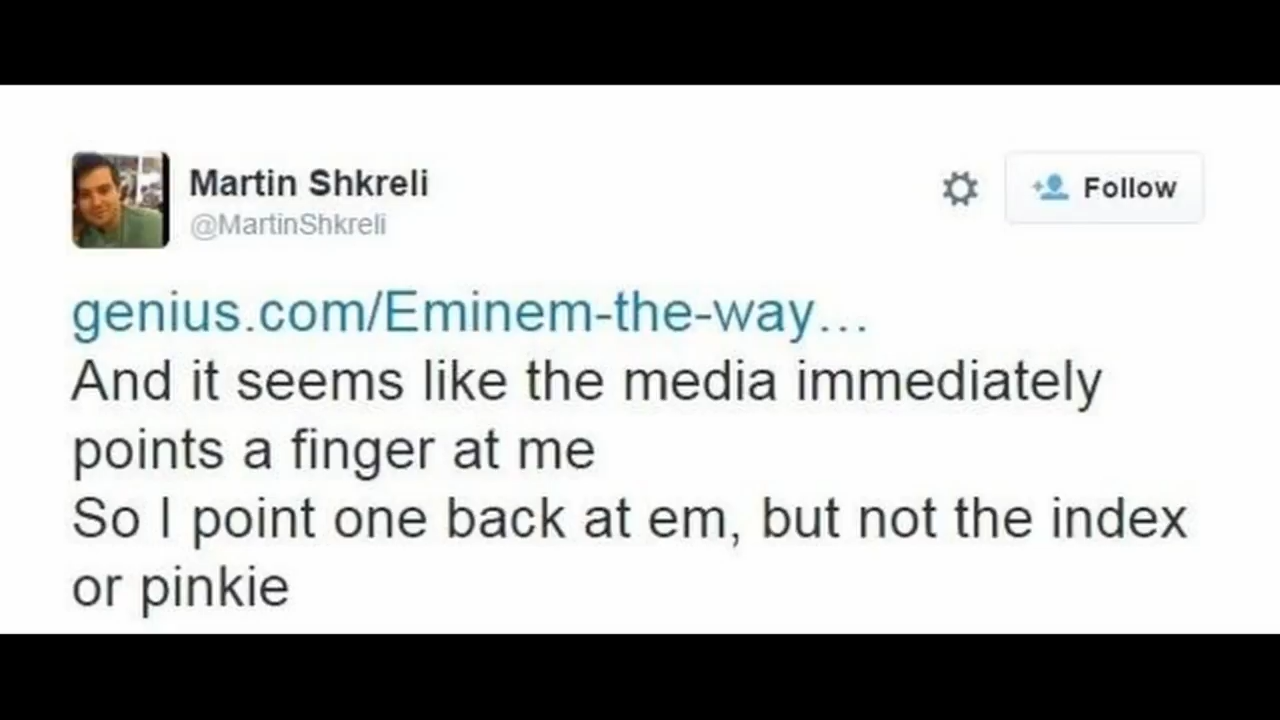 Martin Shkreli
@MartinShkreli
Follow
genius.com/Eminem-the-way...
And it seems like the media immediately
points a finger at me
So I point one back at em, but not the index
or pinkie